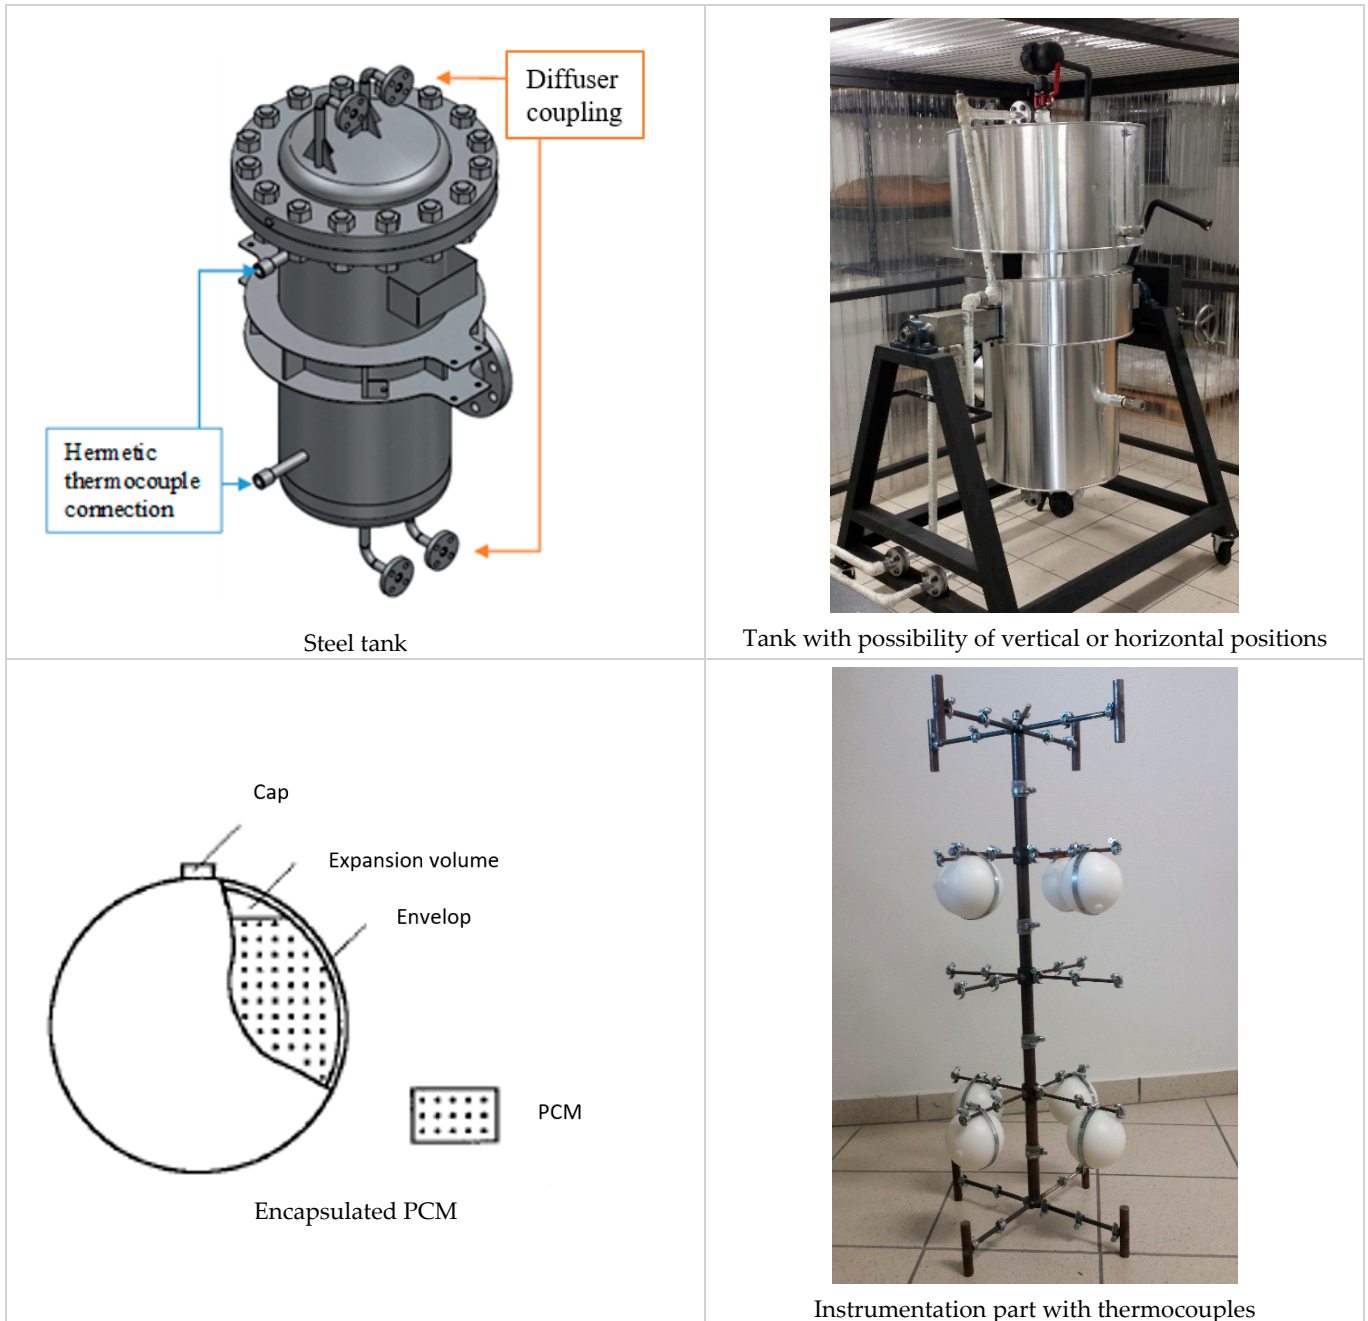 Diffuser
coupling
Hermetic
thermocouple
connection
Steel tank
Tank with possibility of vertical or horizontal positions
Cap
Expansion volume
Envelop
PCM
Encapsulated PCM
Instrumentation part with thermocouples